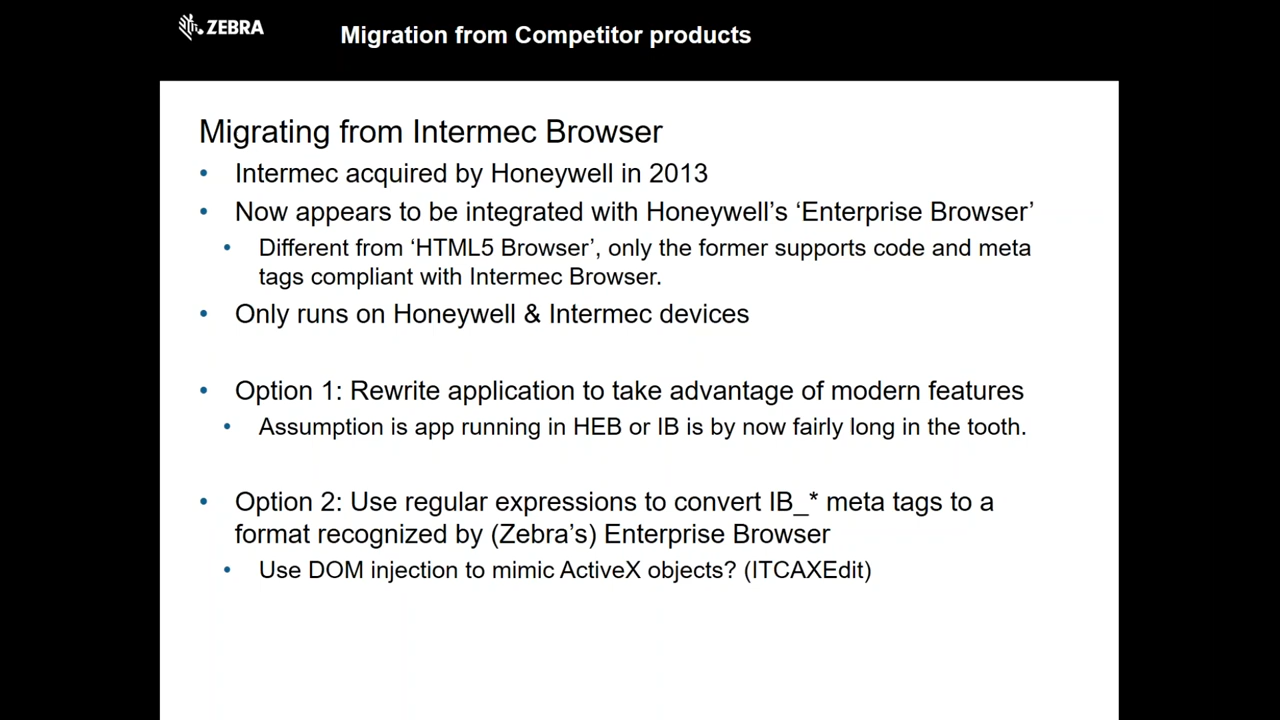 ZEBRA
Migration from Competitor products
Migrating from Intermec Browser
• Intermec acquired by Honeywell in 2013
• Now appears to be integrated with Honeywell’s ‘Enterprise Browser’
• Different from ‘HTML5 Browser’, only the former supports code and meta
tags compliant with Intermec Browser.
• Only runs on Honeywell & Intermec devices
• Option 1: Rewrite application to take advantage of modern features
• Assumption is app running in HEB or IB is by now fairly long in the tooth.
• Option 2: Use regular expressions to convert IB_* meta tags to a
format recognized by (Zebra’s) Enterprise Browser
• Use DOM injection to mimic ActiveX objects? (ITCAXEdit)